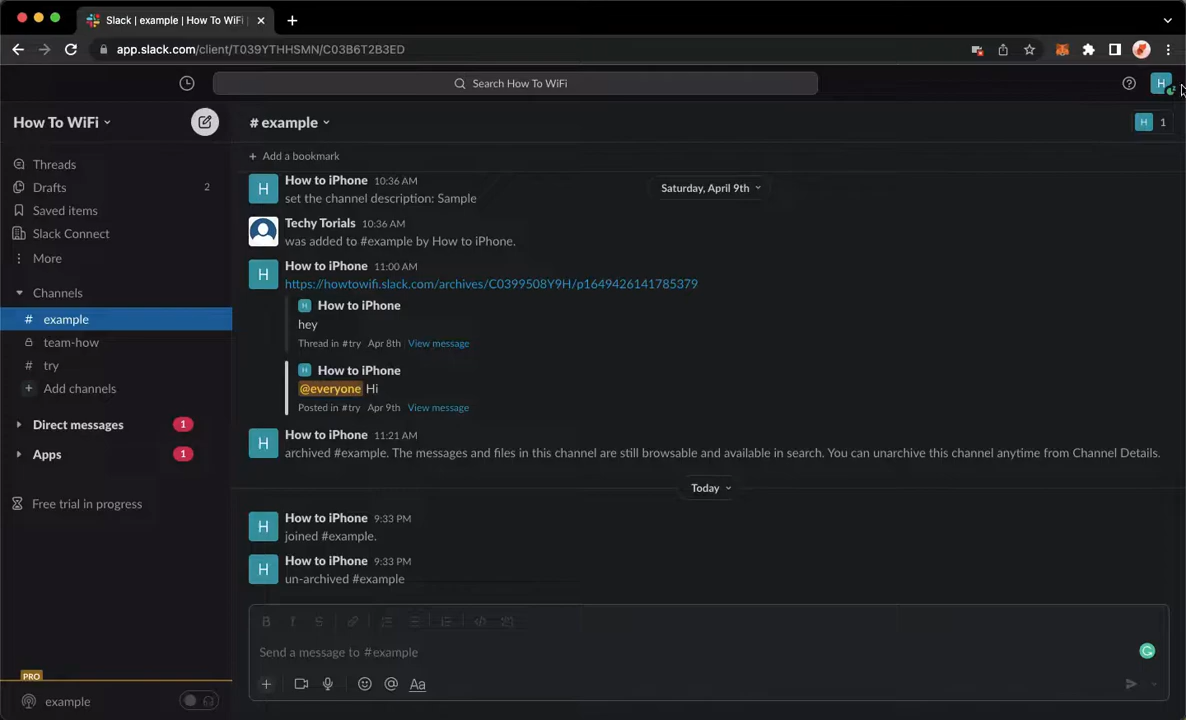 Slack | example | How To WiFi
app.slack.com/client/T039YTHHSMN/C03B6T2B3ED
Search How To WiFi
H
How To WiFi
# example
H 1
Threads
Drafts 2
Saved items
Slack Connect
More
Channels
# example
team-how
# try
+ Add channels
Direct messages 1
Apps 1
Free trial in progress
PRO
example
+ Add a bookmark
Saturday, April 9th
H
How to iPhone 10:36 AM
set the channel description: Sample
Techy Torials 10:36 AM
was added to #example by How to iPhone.
H
How to iPhone 11:00 AM
https://howtowifi.slack.com/archives/C0399508Y9H/p1649426141785379
H How to iPhone
hey
Thread in #try Apr 8th View message
H How to iPhone
@everyone Hi
Posted in #try Apr 9th View message
H
How to iPhone 11:21 AM
archived #example. The messages and files in this channel are still browsable and available in search. You can unarchive this channel anytime from Channel Details.
Today
H
How to iPhone 9:33 PM
joined #example.
H
How to iPhone 9:33 PM
un-archived #example
B I S
Send a message to #example
+ @ Aa